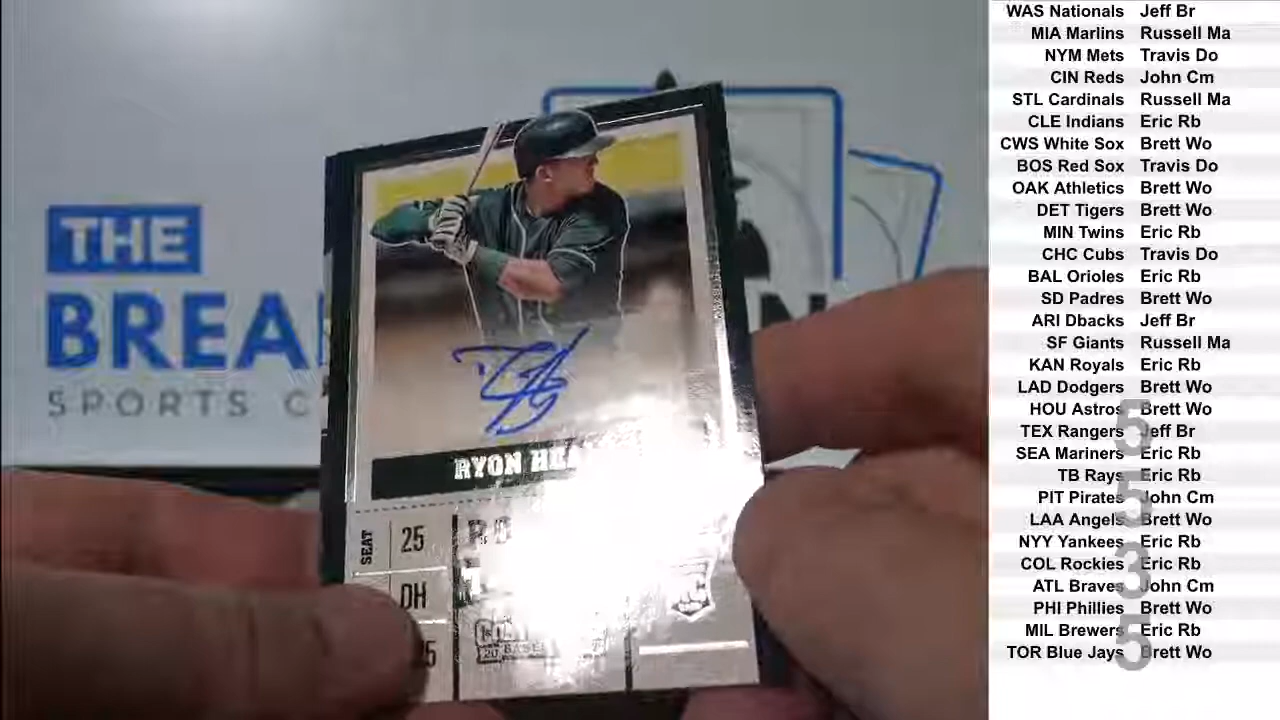 THE
BREA
SPORTS C
RYON HEA
SEAT
25
DH
WAS Nationals Jeff Br
MIA Marlins Russell Ma
NYM Mets Travis Do
CIN Reds John Cm
STL Cardinals Russell Ma
CLE Indians Eric Rb
CWS White Sox Brett Wo
BOS Red Sox Travis Do
OAK Athletics Brett Wo
DET Tigers Brett Wo
MIN Twins Eric Rb
CHC Cubs Travis Do
BAL Orioles Eric Rb
SD Padres Brett Wo
ARI Dbacks Jeff Br
SF Giants Russell Ma
KAN Royals Eric Rb
LAD Dodgers Brett Wo
HOU Astros Brett Wo
TEX Rangers Jeff Br
SEA Mariners Eric Rb
TB Rays Eric Rb
PIT Pirates John Cm
LAA Angels Brett Wo
NYY Yankees Eric Rb
COL Rockies Eric Rb
ATL Braves John Cm
PHI Phillies Brett Wo
MIL Brewers Eric Rb
TOR Blue Jays Brett Wo
5535